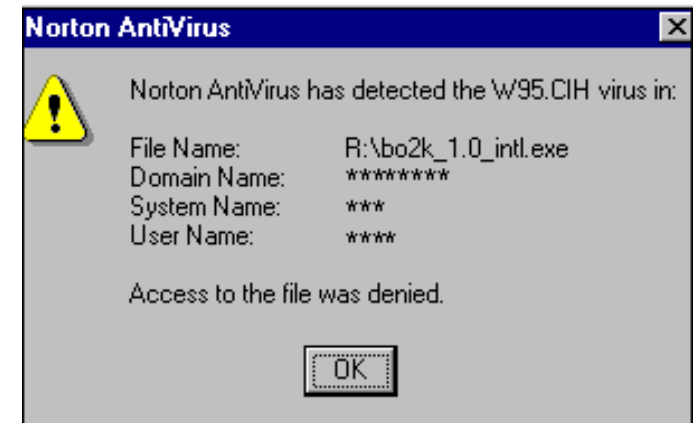 Norton AntiVirus
Norton AntiVirus has detected the W95.CIH virus in:
File Name: R:\bo2k_1.0_intl.exe
Domain Name: ********
System Name: ***
User Name: ****
Access to the file was denied.
OK